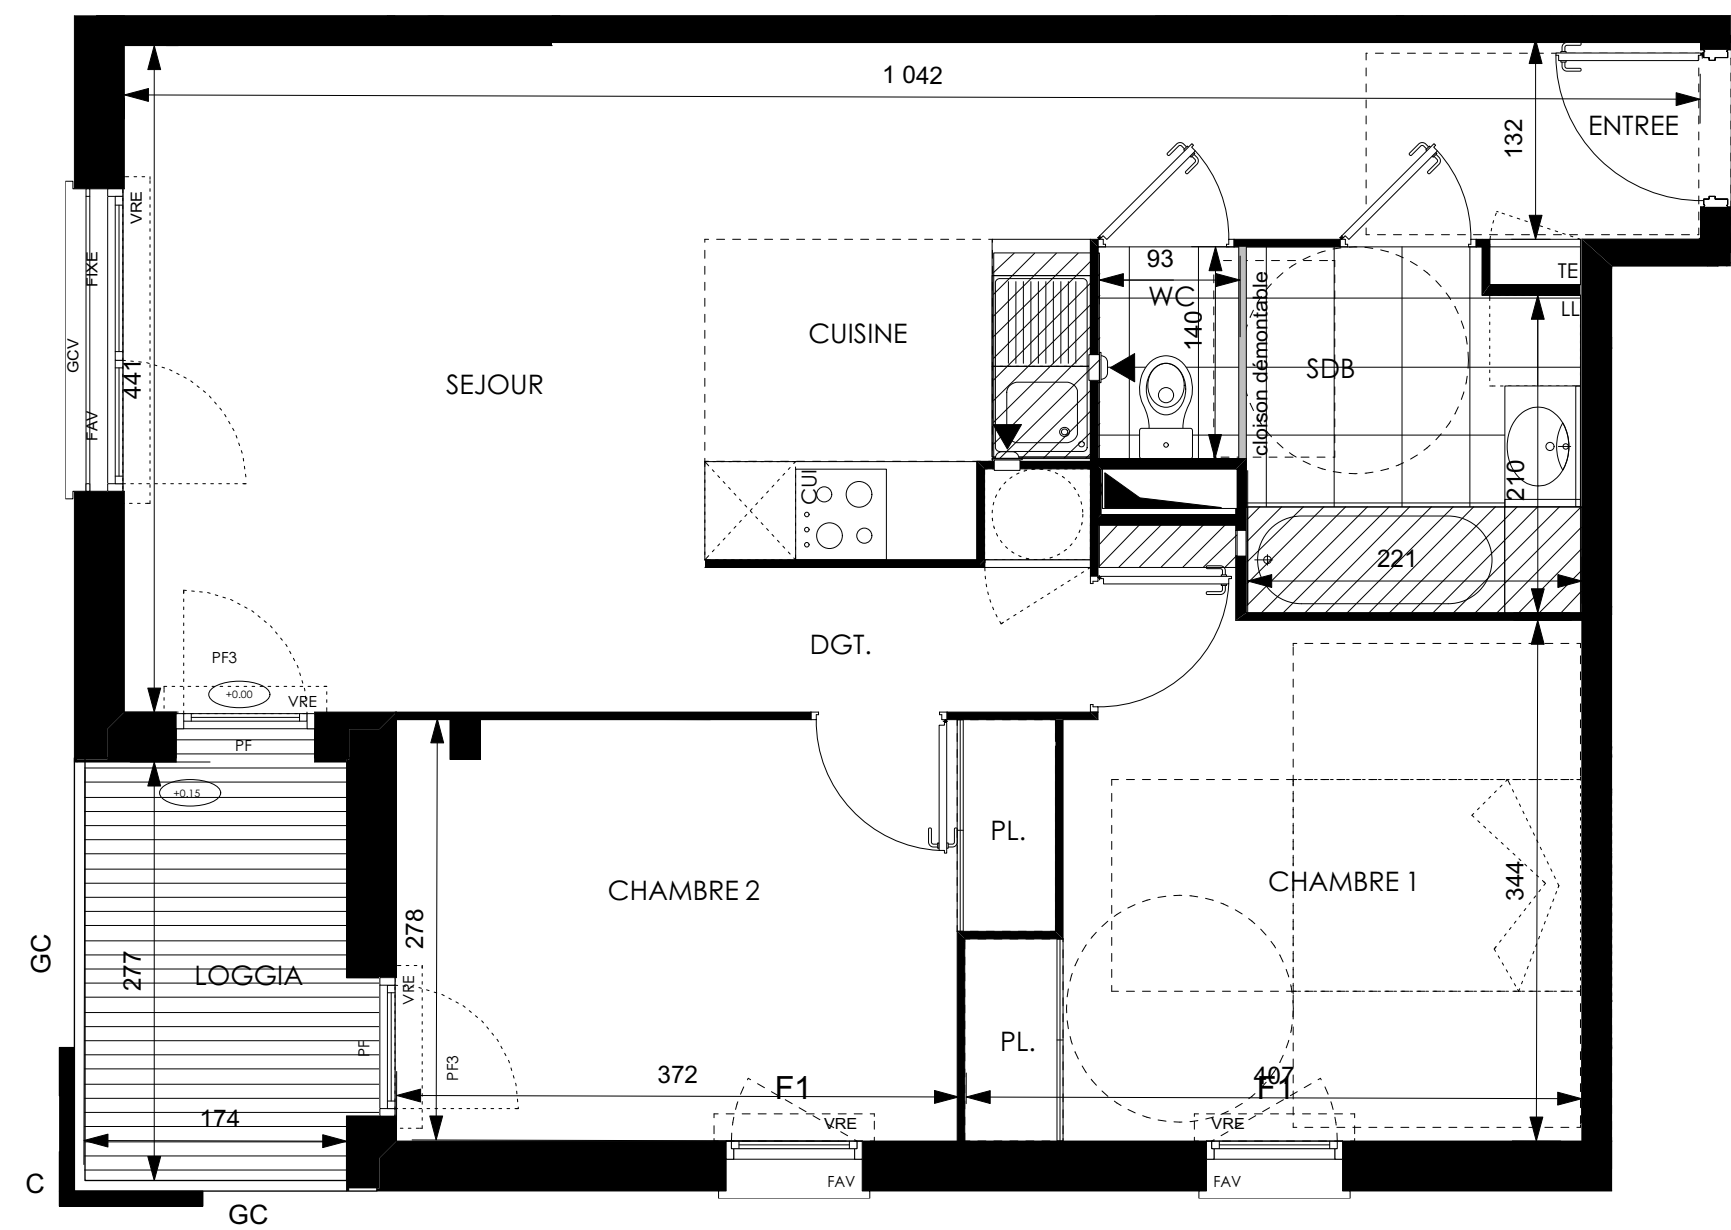 1 042
132
ENTREE
VRE
FIXE
GCV
441
FAV
93
WC
140
cloison démontable
TE
LL
CUISINE
SEJOUR
SDB
CUI
210
221
DGT.
PF3
+0.00
VRE
PF
+0.15
PL.
CHAMBRE 2
CHAMBRE 1
344
278
GC
277
LOGGIA
VRE
PF
PF3
PL.
372
F1
407
F1
174
VRE
VRE
C
FAV
FAV
GC